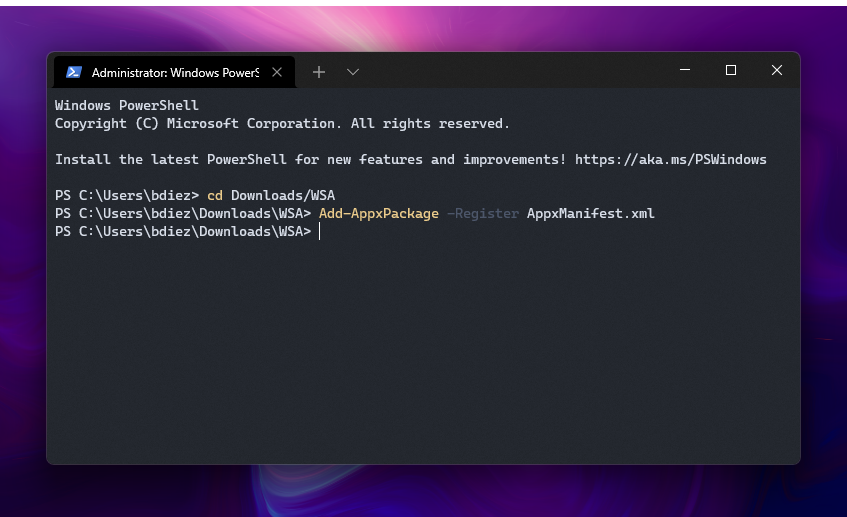 Administrator: Windows PowerS
Windows PowerShell
Copyright (C) Microsoft Corporation. All rights reserved.
Install the latest PowerShell for new features and improvements! https://aka.ms/PSWindows
PS C:\Users\bdiez> cd Downloads/WSA
PS C:\Users\bdiez\Downloads\WSA> Add-AppxPackage -Register AppxManifest.xml
PS C:\Users\bdiez\Downloads\WSA>